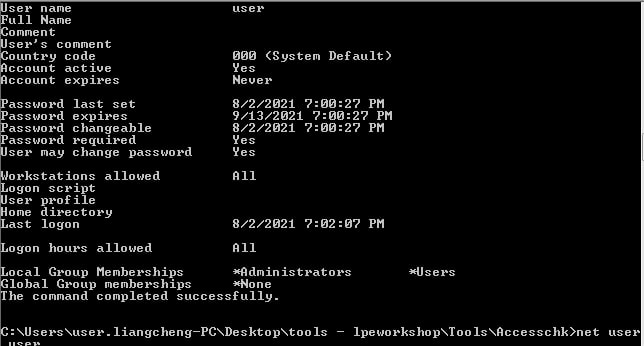 User name                    user
Full Name
Comment
User's comment
Country code                 000 (System Default)
Account active               Yes
Account expires              Never
Password last set            8/2/2021 7:00:27 PM
Password expires             9/13/2021 7:00:27 PM
Password changeable          8/2/2021 7:00:27 PM
Password required            Yes
User may change password     Yes
Workstations allowed         All
Logon script
User profile
Home directory
Last logon                   8/2/2021 7:02:07 PM
Logon hours allowed          All
Local Group Memberships      *Administrators       *Users
Global Group memberships     *None
The command completed successfully.
C:\Users\user.liangcheng-PC\Desktop\tools - lpeworkshop\Tools\Accesschk>net user
 user